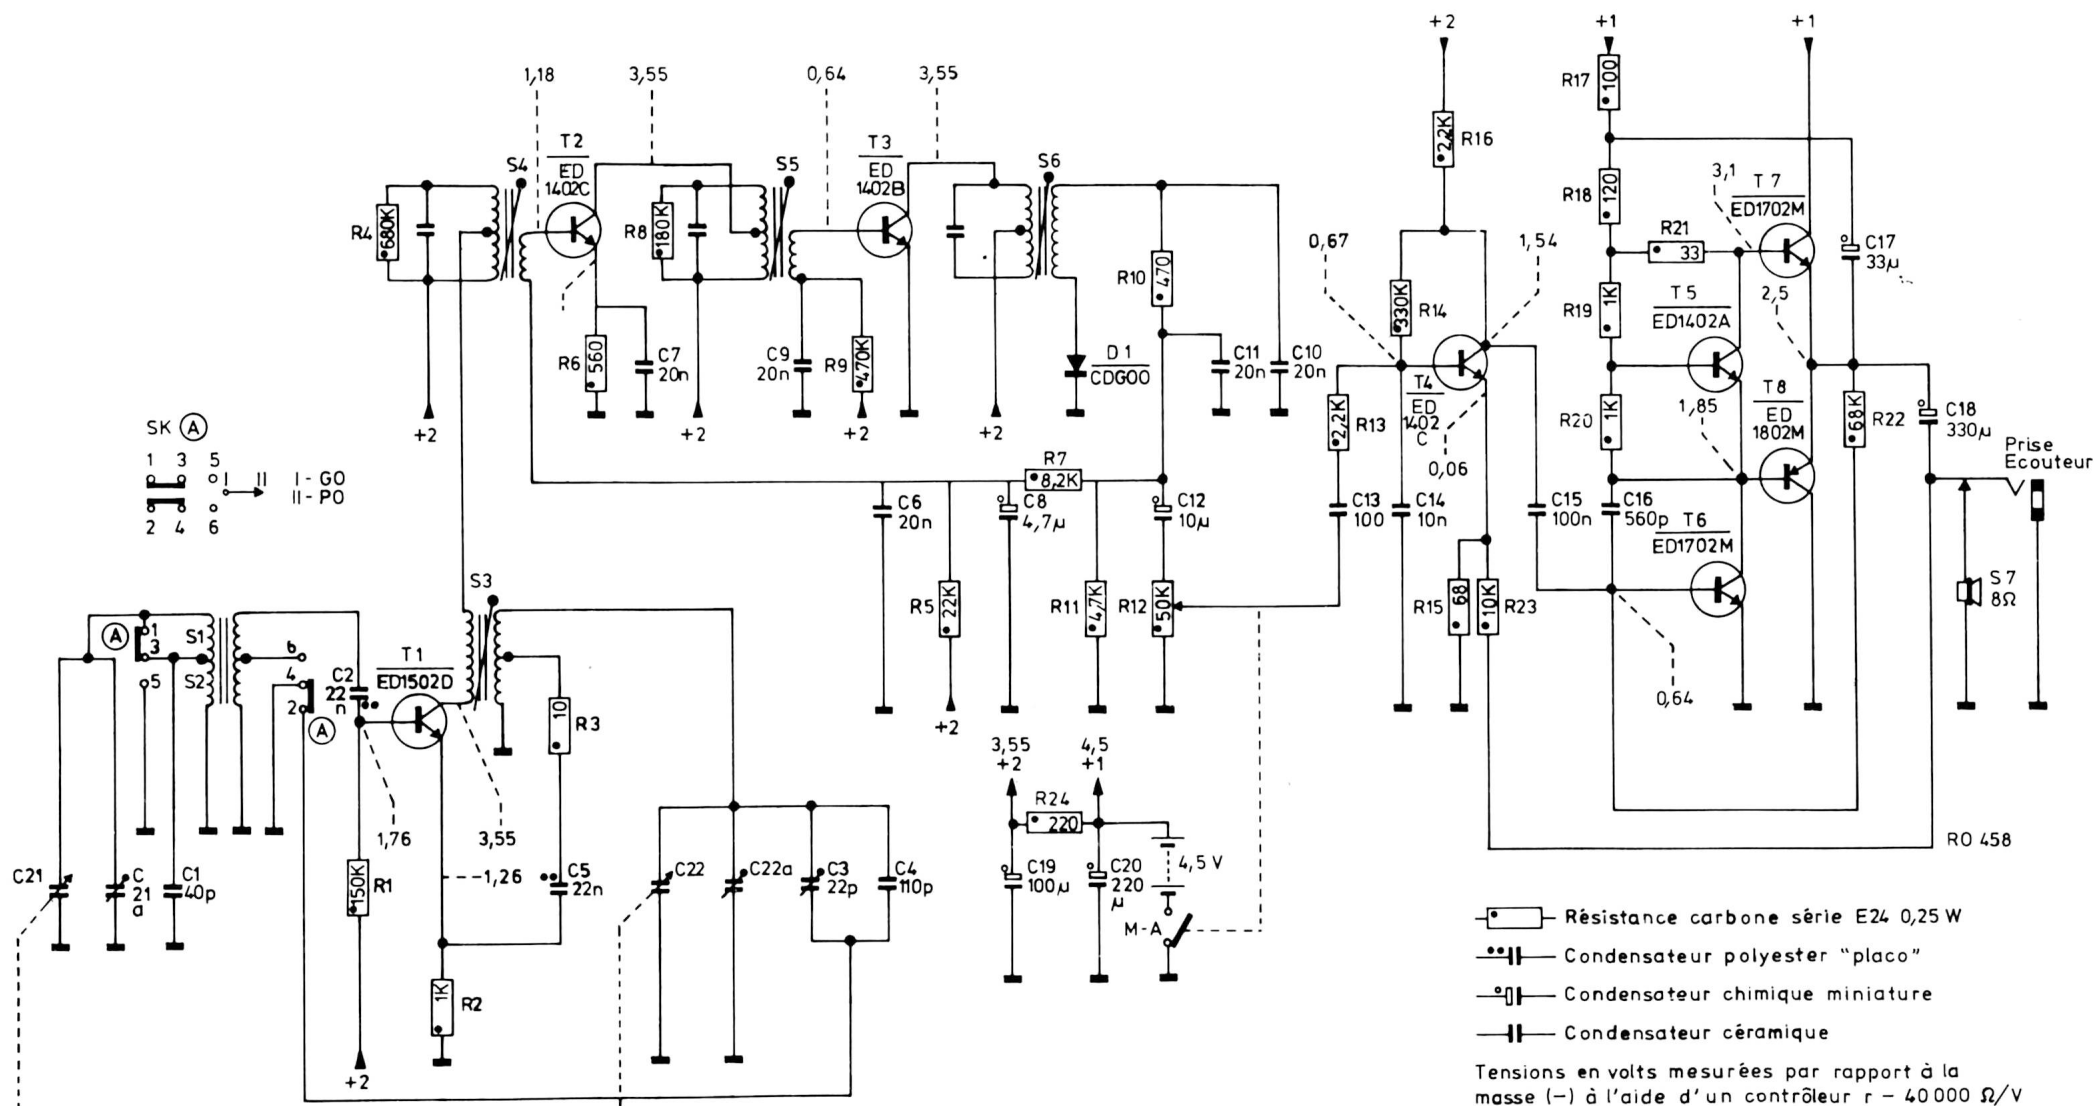 +2
+1
+1
1,18
3,55
0,64
3,55
R17
100
T2
ED
1402C
T3
ED
1402B
S4
S5
S6
2,2K
R16
R4
680K
R8
180K
R18
120
3,1
T 7
ED1702M
R21
33
C17
33µ
0,67
1,54
R10
470
330K
R14
R19
1K
T 5
ED1402A
2,5
R6
560
C7
20n
C9
20n
R9
470K
D 1
CDG00
C11
20n
C10
20n
T4
ED
1402
C
T 8
ED
1802M
1,85
R20
1K
68K
R22
C18
330µ
+2
+2
+2
+2
2,2K
R13
0,06
Prise
Ecouteur
SK A
1 3 5
I II
2 4 6
I - GO
II - PO
R7
8,2K
C6
20n
C8
4,7µ
C12
10µ
C13
100
C14
10n
C15
100n
C16
560p
T6
ED1702M
S3
R5
22K
R11
4,7K
R12
50K
R15
68
10K
R23
S 7
8Ω
A
1
3
5
S1
S2
6
4
2
A
C2
22
n
T 1
ED1502D
10
R3
0,64
+2
1,76
3,55
3,55
+2
4,5
+1
R24
220
RO 458
C21
C
21
a
C1
40p
150K
R1
1,26
C5
22n
C22
C22a
C3
22p
C4
110p
C19
100µ
C20
220
µ
4,5 V
M-A
1K
R2
+2
Résistance carbone série E24 0,25 W
Condensateur polyester "placo"
Condensateur chimique miniature
Condensateur céramique
Tensions en volts mesurées par rapport à la
masse (-) à l'aide d'un contrôleur r - 40 000 Ω/V